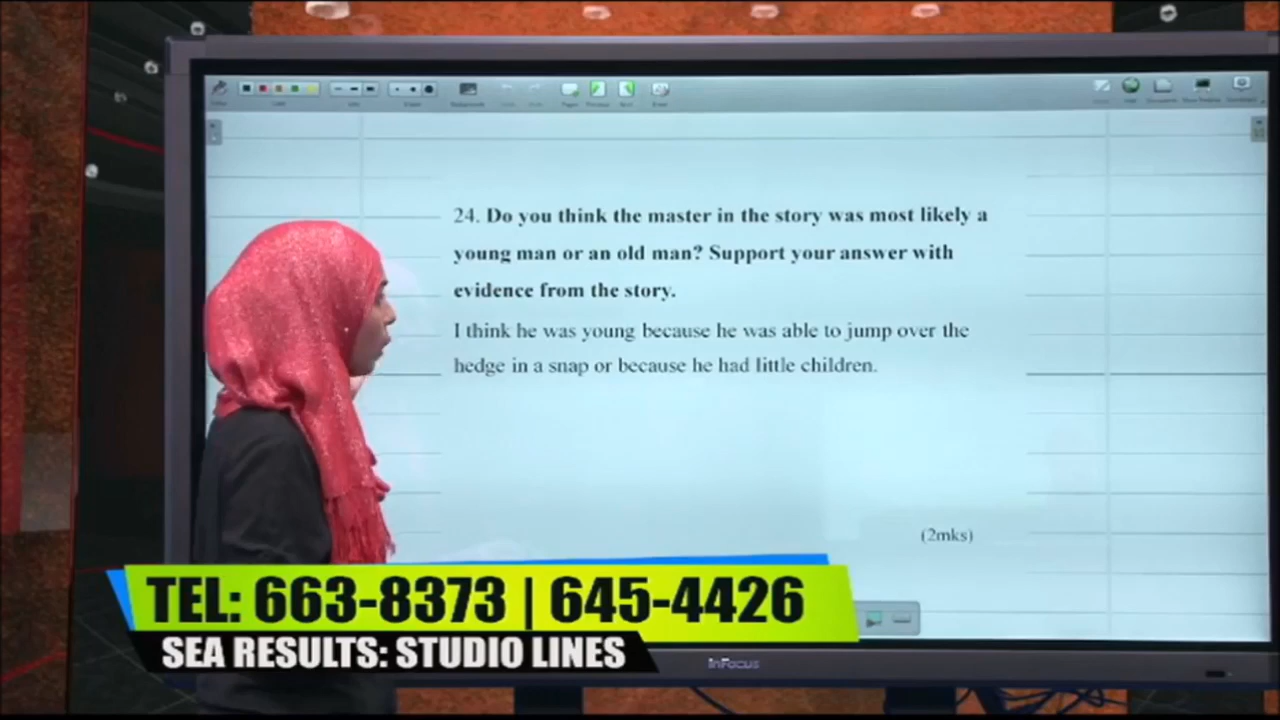 24. Do you think the master in the story was most likely a
young man or an old man? Support your answer with
evidence from the story.
I think he was young because he was able to jump over the
hedge in a snap or because he had little children.
(2mks)
TEL: 663-8373 | 645-4426
SEA RESULTS: STUDIO LINES
InFocus